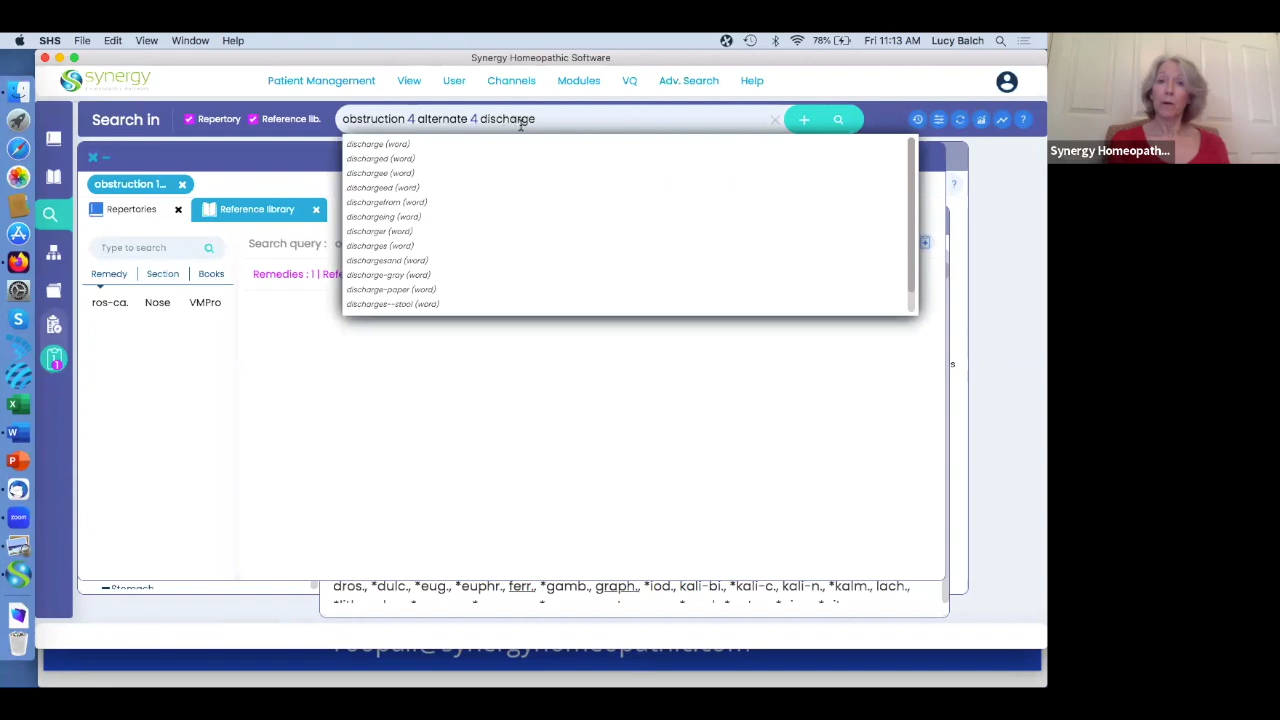 SHS File Edit View Window Help
78% Fri 11:13 AM Lucy Balch
Synergy Homeopathic Software
synergy
Patient Management View User Channels Modules VQ Adv. Search Help
Search in Repertory Reference lib. obstruction 4 alternate 4 discharge
discharge (word)
discharged (word)
dischargee (word)
dischargeed (word)
dischargefrom (word)
dischargeing (word)
discharger (word)
discharges (word)
dischargesand (word)
discharge-gray (word)
discharge-paper (word)
discharges--stool (word)
obstruction 1...
Repertories Reference library
Type to search Search query : o
Remedy Section Books Remedies : 1 | Ref
ros-ca. Nose VMPro
s
Stomach
dros., *dulc., *eug., *euphr., ferr., *gamb., graph., *iod., kali-bi., *kali-c., kali-n., *kalm., lach.,
Synergy Homeopath...
zoom